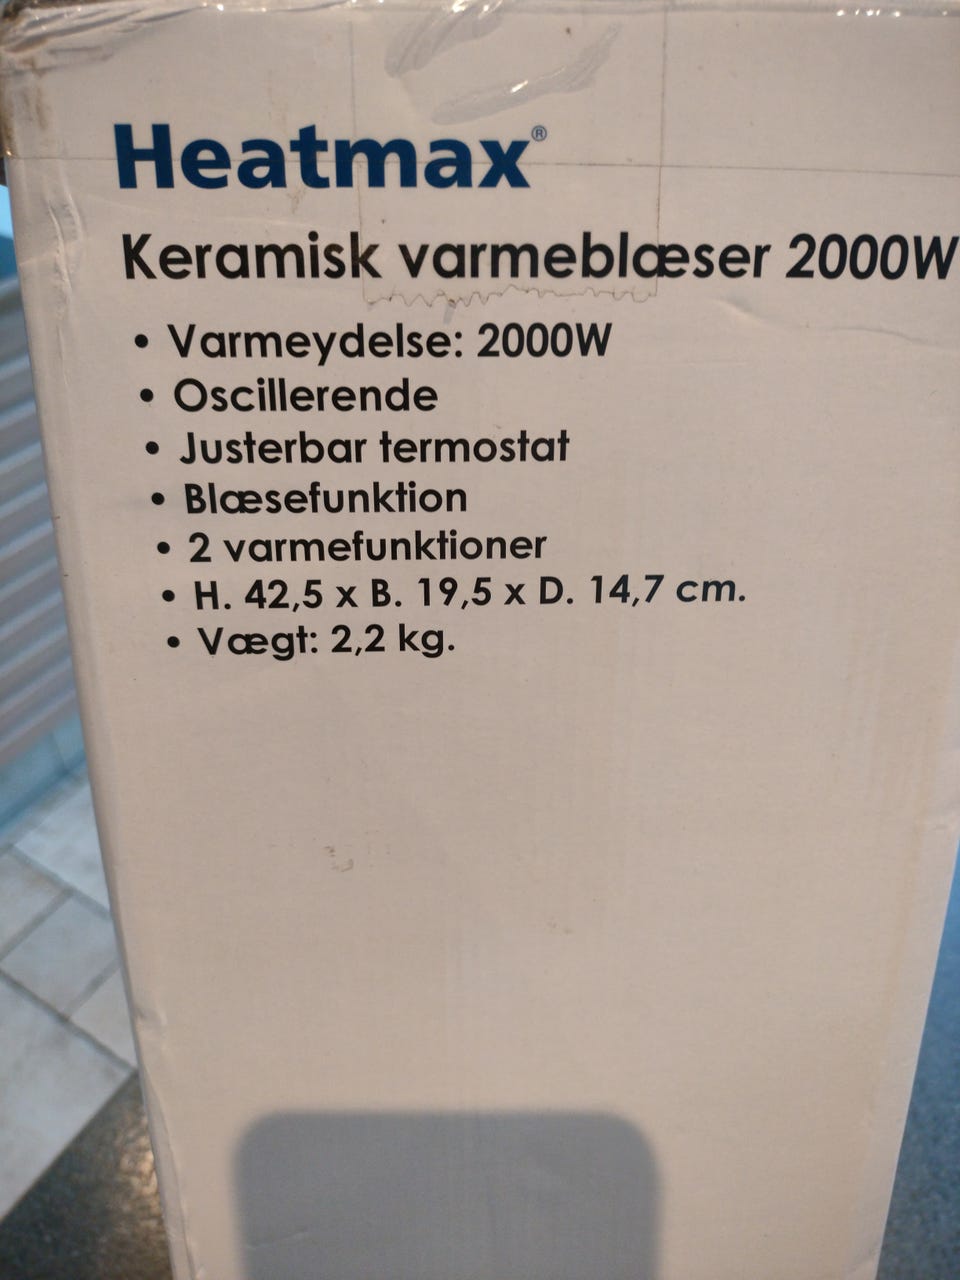 Heatmax®
Keramisk varmeblæser 2000W
• Varmeydelse: 2000W
• Oscillerende
• Justerbar termostat
• Blæsefunktion
• 2 varmefunktioner
• H. 42,5 x B. 19,5 x D. 14,7 cm.
• Vægt: 2,2 kg.